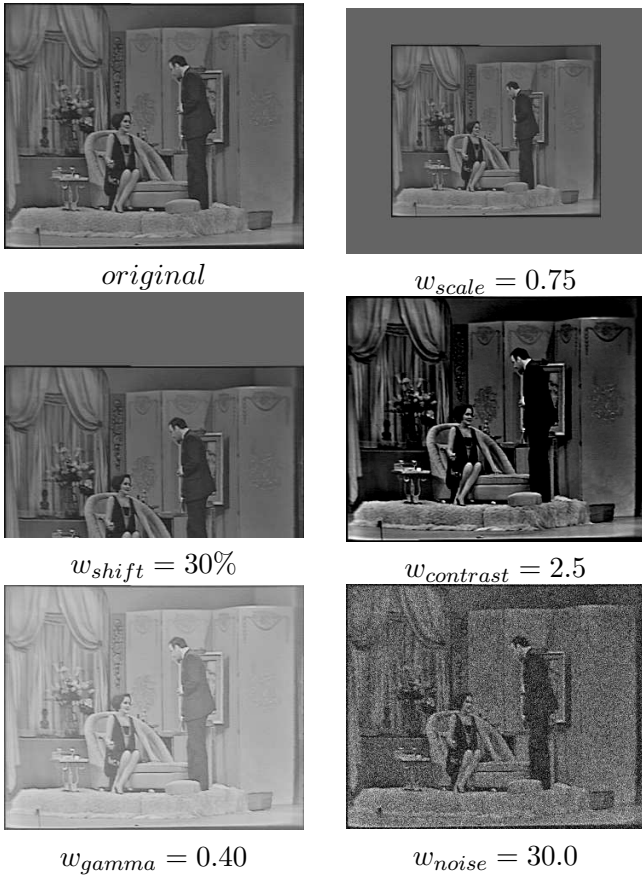 original
w_scale = 0.75
w_shift = 30%
w_contrast = 2.5
w_gamma = 0.40
w_noise = 30.0